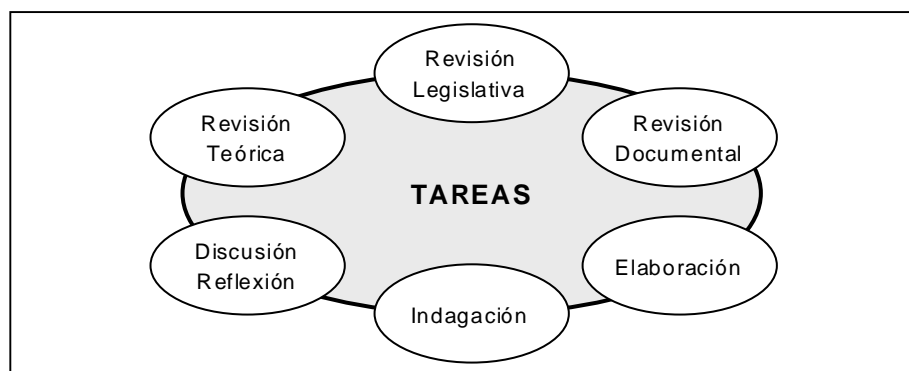 Revisión
Legislativa
Revisión
Teórica
Revisión
Documental
TAREAS
Discusión
Reflexión
Elaboración
Indagación